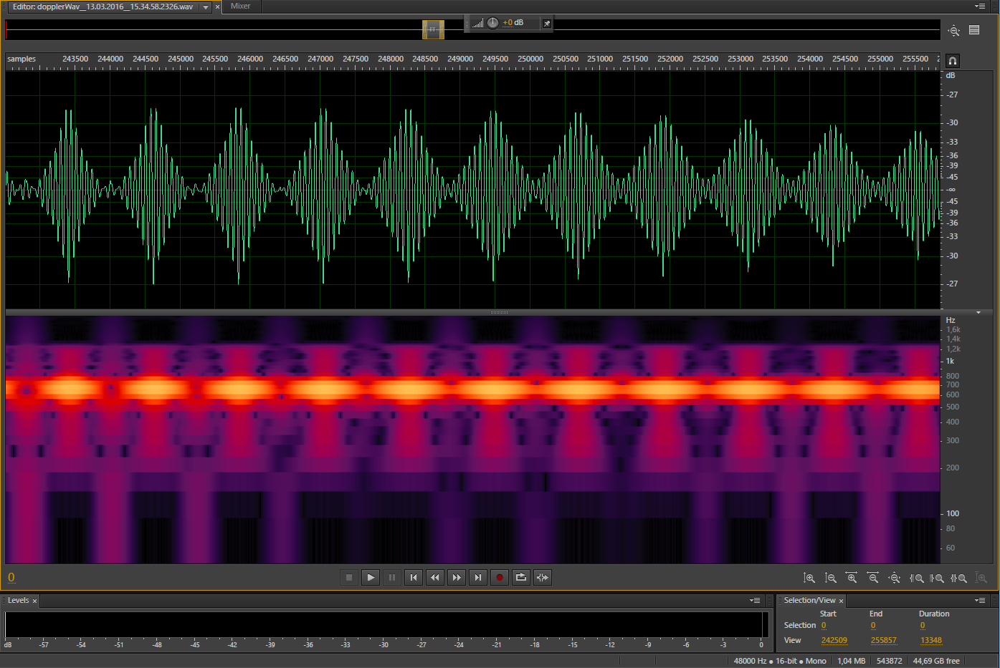 Editor: dopplerWav__13.03.2016__15.34.58.2326.wav × Mixer
+0 dB
samples 243500 244000 244500 245000 245500 246000 246500 247000 247500 248000 248500 249000 249500 250000 250500 251000 251500 252000 252500 253000 253500 254000 254500 255000 255500
dB
-27
-30
-33
-36
-39
-45
-∞
-45
-39
-36
-33
-30
-27
Hz
1,6k
1,4k
1,2k
1k
800
700
600
500
400
300
200
100
80
60
0
Levels ×
dB -57 -54 -51 -48 -45 -42 -39 -36 -33 -30 -27 -24 -21 -18 -15 -12 -9 -6 -3 0
Selection/View ×
Start End Duration
Selection 0 0 0
View 242509 255857 13348
48000 Hz ● 16-bit ● Mono 1,04 MB 543872 44,69 GB free